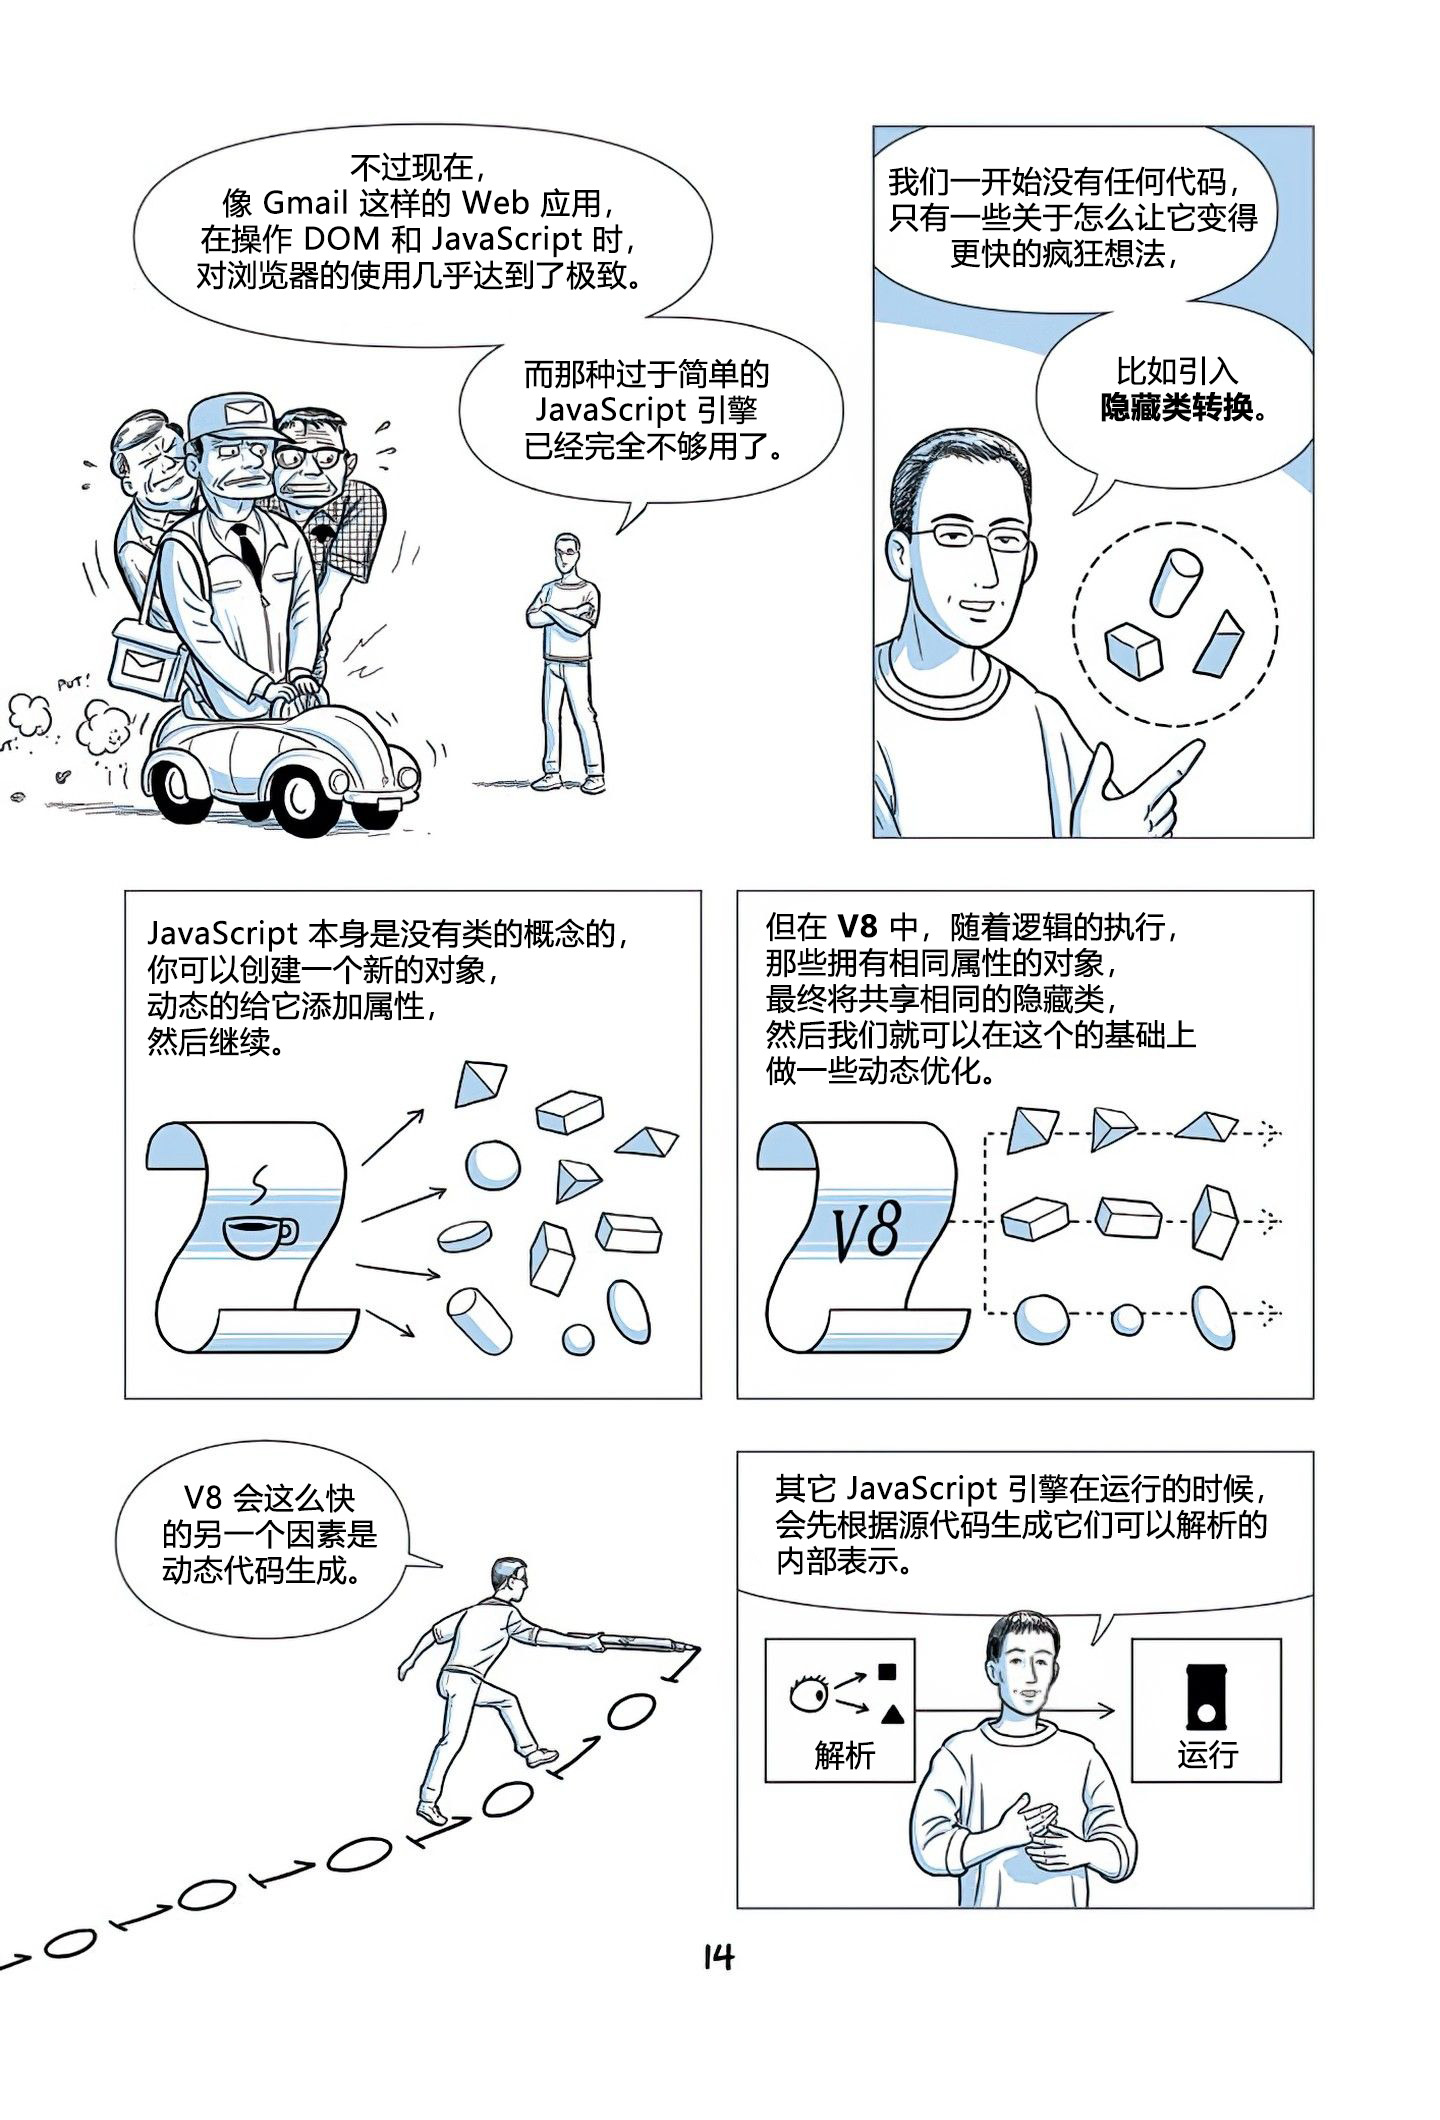 不过现在，
像 Gmail 这样的 Web 应用，
在操作 DOM 和 JavaScript 时，
对浏览器的使用几乎达到了极致。
而那种过于简单的
JavaScript 引擎
已经完全不够用了。
PUT!
我们一开始没有任何代码，
只有一些关于怎么让它变得
更快的疯狂想法，
比如引入
隐藏类转换。
JavaScript 本身是没有类的概念的，
你可以创建一个新的对象，
动态的给它添加属性，
然后继续。
但在 V8 中，随着逻辑的执行，
那些拥有相同属性的对象，
最终将共享相同的隐藏类，
然后我们就可以在这个的基础上
做一些动态优化。
V8
V8 会这么快
的另一个因素是
动态代码生成。
其它 JavaScript 引擎在运行的时候，
会先根据源代码生成它们可以解析的
内部表示。
解析
运行
14